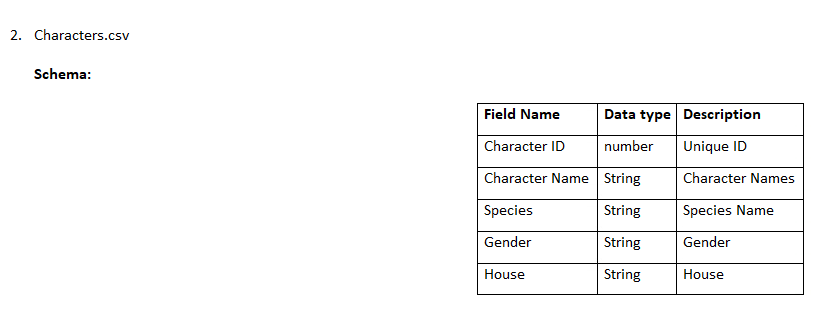 2. Characters.csv
Schema:
Field Name Data type Description
Character ID number Unique ID
Character Name String Character Names
Species String Species Name
Gender String Gender
House String House